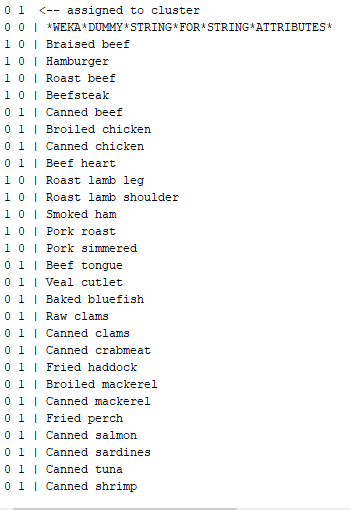 0 1  <-- assigned to cluster
0 0 | *WEKA*DUMMY*STRING*FOR*STRING*ATTRIBUTES*
1 0 | Braised beef
1 0 | Hamburger
1 0 | Roast beef
1 0 | Beefsteak
0 1 | Canned beef
0 1 | Broiled chicken
0 1 | Canned chicken
0 1 | Beef heart
1 0 | Roast lamb leg
1 0 | Roast lamb shoulder
1 0 | Smoked ham
1 0 | Pork roast
1 0 | Pork simmered
0 1 | Beef tongue
0 1 | Veal cutlet
0 1 | Baked bluefish
0 1 | Raw clams
0 1 | Canned clams
0 1 | Canned crabmeat
0 1 | Fried haddock
0 1 | Broiled mackerel
0 1 | Canned mackerel
0 1 | Fried perch
0 1 | Canned salmon
0 1 | Canned sardines
0 1 | Canned tuna
0 1 | Canned shrimp